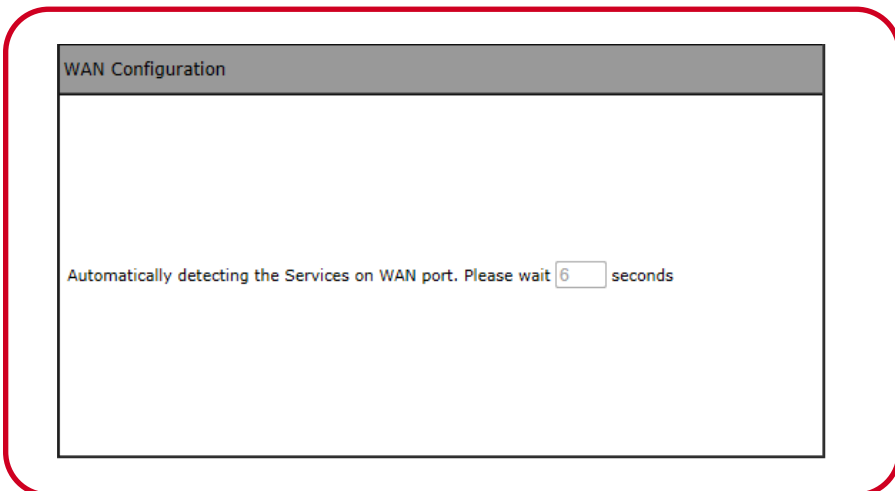 WAN Configuration
Automatically detecting the Services on WAN port. Please wait 6 seconds